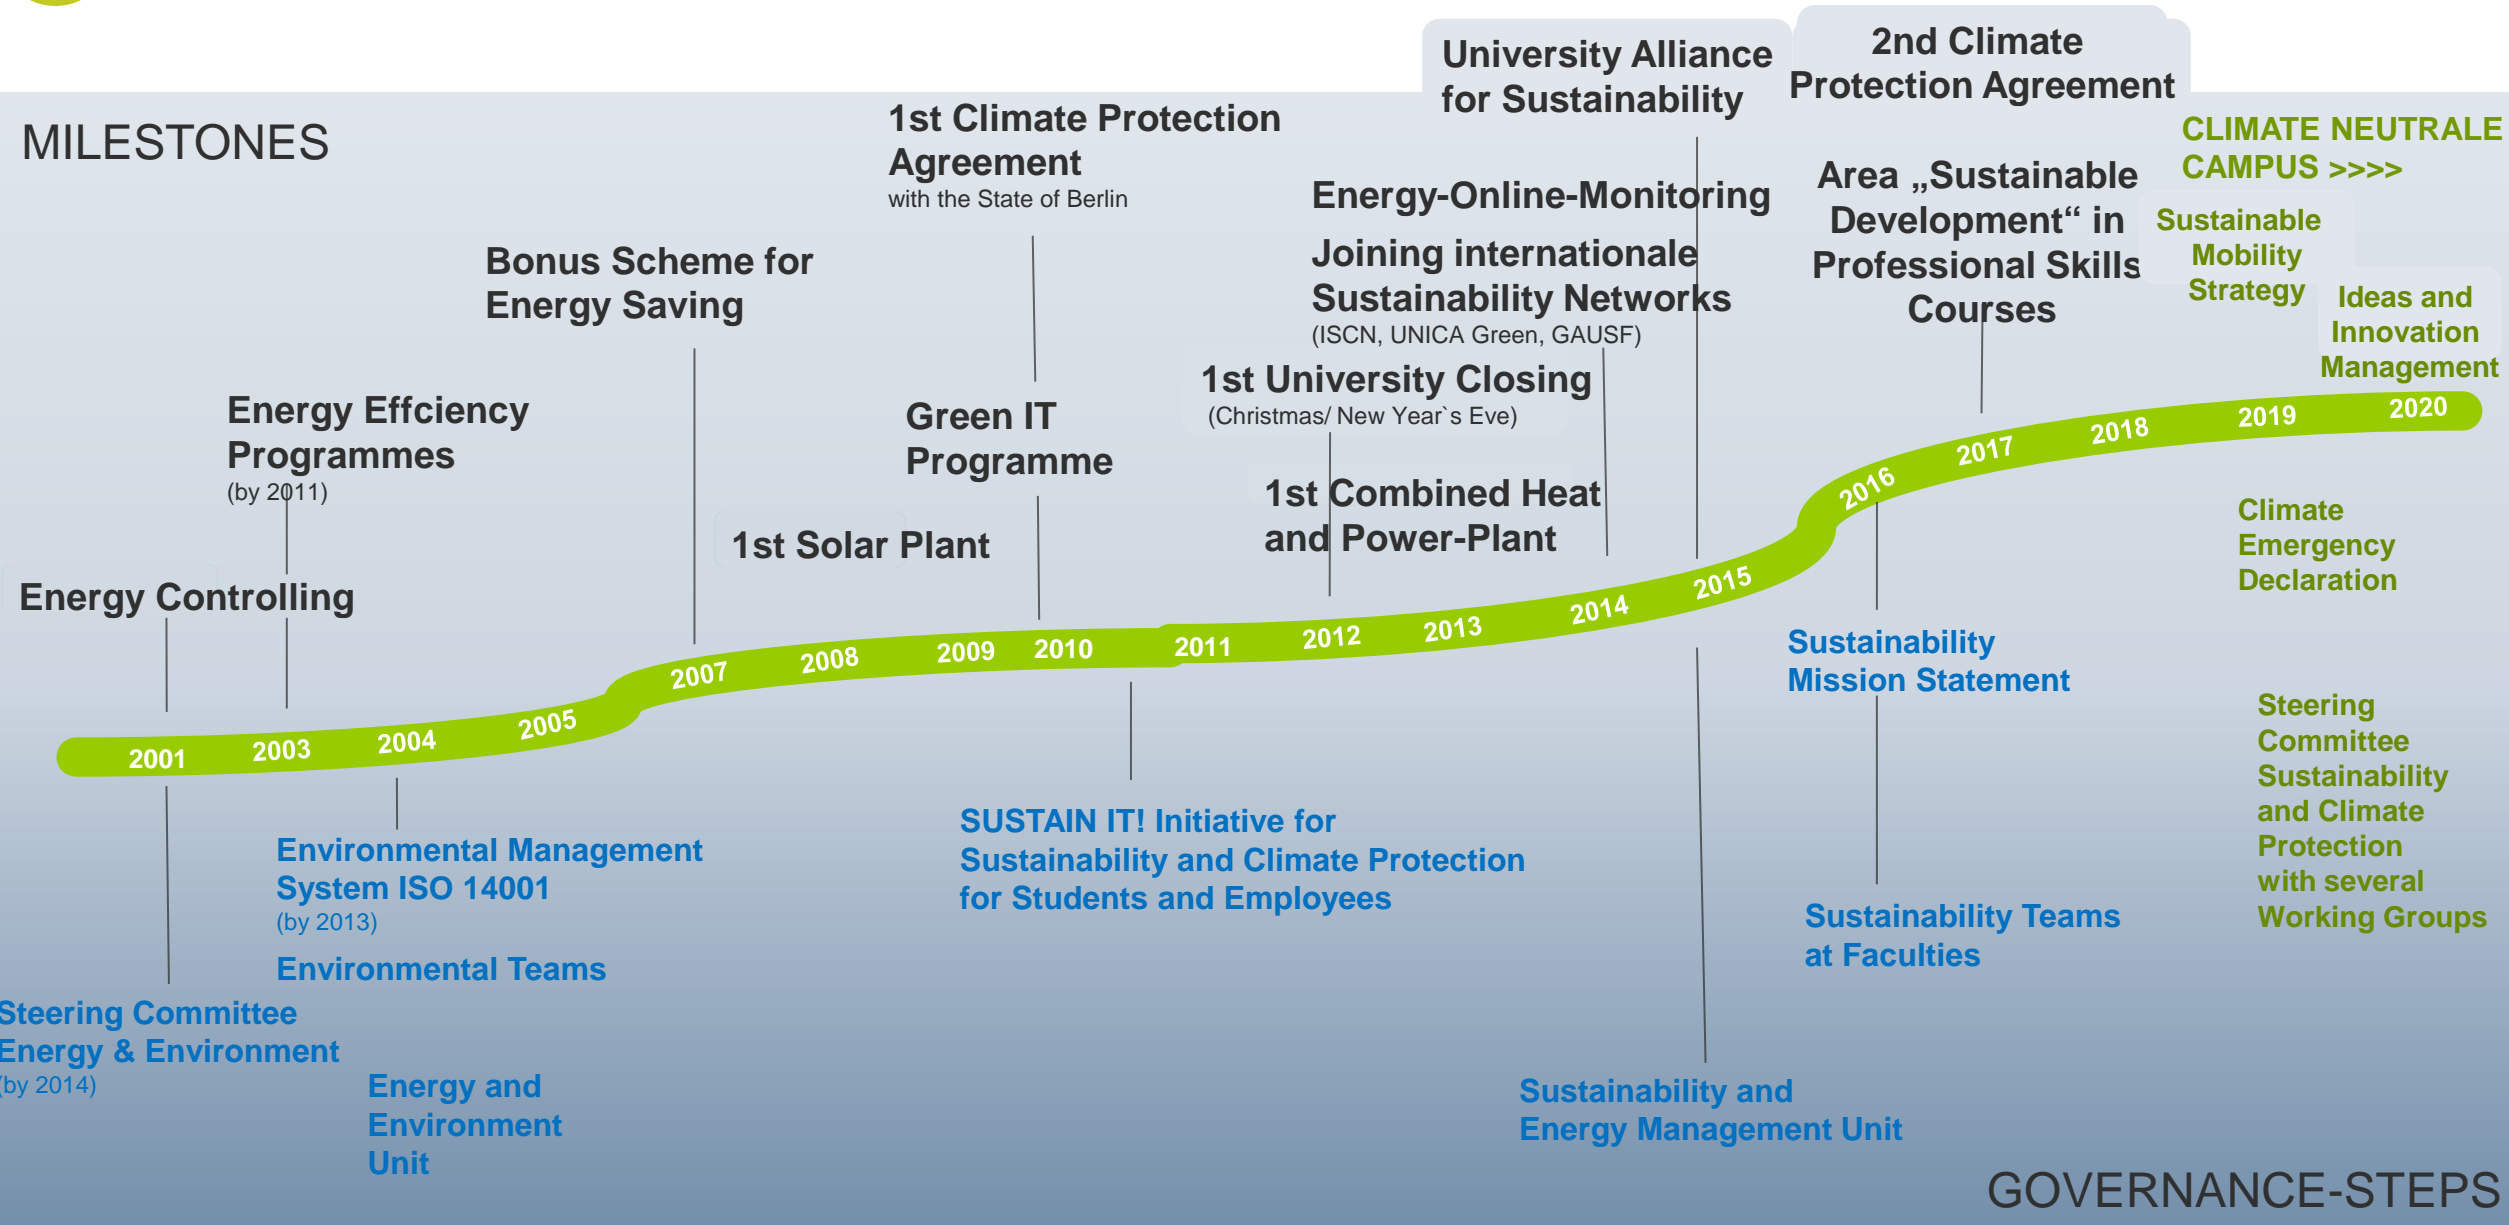 MILESTONES
Energy Controlling
Energy Effciency
Programmes
(by 2011)
Bonus Scheme for
Energy Saving
1st Solar Plant
1st Climate Protection
Agreement
with the State of Berlin
Green IT
Programme
1st University Closing
(Christmas/ New Year`s Eve)
1st Combined Heat
and Power-Plant
Energy-Online-Monitoring
Joining internationale
Sustainability Networks
(ISCN, UNICA Green, GAUSF)
University Alliance
for Sustainability
2nd Climate
Protection Agreement
Area „Sustainable
Development“ in
Professional Skills
Courses
CLIMATE NEUTRALE
CAMPUS >>>>
Sustainable
Mobility
Strategy
Ideas and
Innovation
Management
2001
2003
2004
2005
2007
2008
2009
2010
2011
2012
2013
2014
2015
2016
2017
2018
2019
2020
Steering Committee
Energy & Environment
(by 2014)
Environmental Management
System ISO 14001
(by 2013)
Environmental Teams
Energy and
Environment
Unit
SUSTAIN IT! Initiative for
Sustainability and Climate Protection
for Students and Employees
Sustainability and
Energy Management Unit
Sustainability
Mission Statement
Sustainability Teams
at Faculties
Climate
Emergency
Declaration
Steering
Committee
Sustainability
and Climate
Protection
with several
Working Groups
GOVERNANCE-STEPS